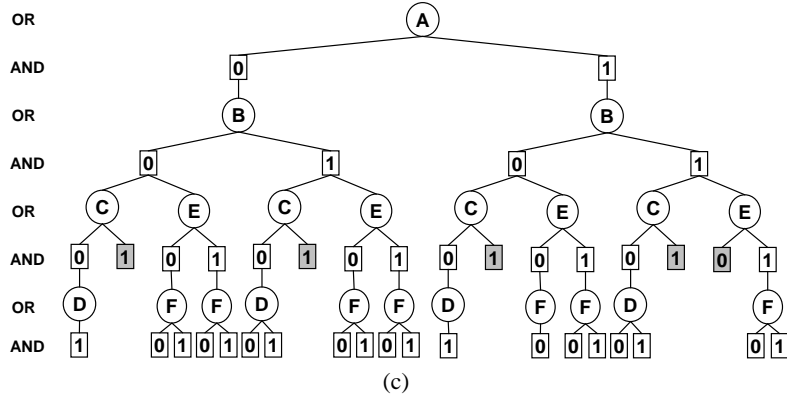 OR A
AND 0 1
OR B B
AND 0 1 0 1
OR C E C E C E C E
AND 0 1 0 1 0 1 0 1 0 1 0 1 0 1 0 1
OR D F F D F F D F F D F
AND 1 0 1 0 1 0 1 0 1 0 1 1 0 0 1 0 1 0 1
(c)